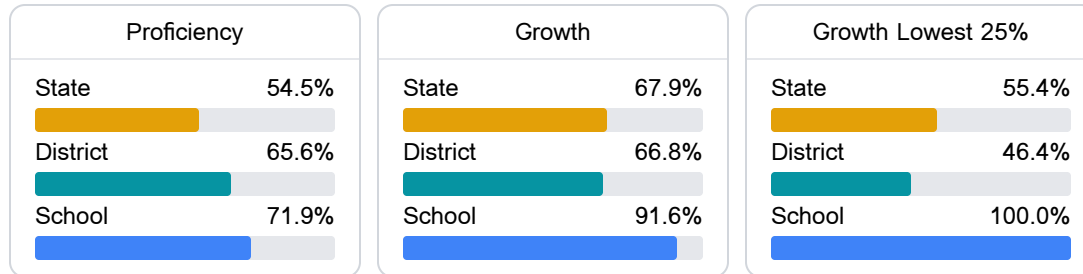 Proficiency
State 54.5%
District 65.6%
School 71.9%
Growth
State 67.9%
District 66.8%
School 91.6%
Growth Lowest 25%
State 55.4%
District 46.4%
School 100.0%